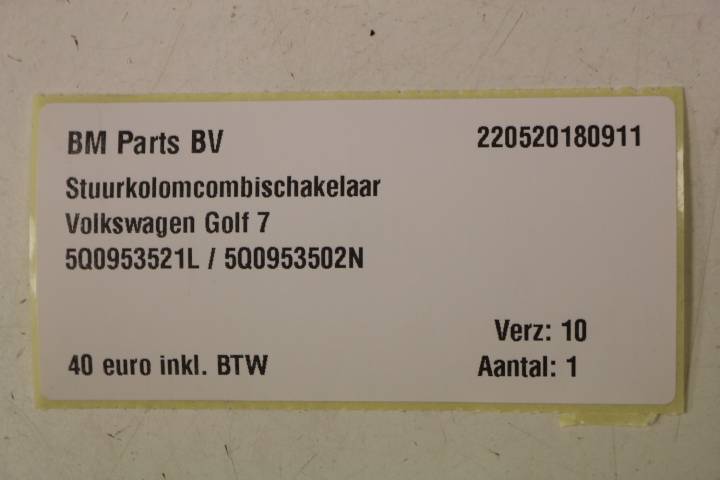 BM Parts BV
220520180911
Stuurkolomcombischakelaar
Volkswagen Golf 7
5Q0953521L / 5Q0953502N
Verz: 10
40 euro inkl. BTW
Aantal: 1